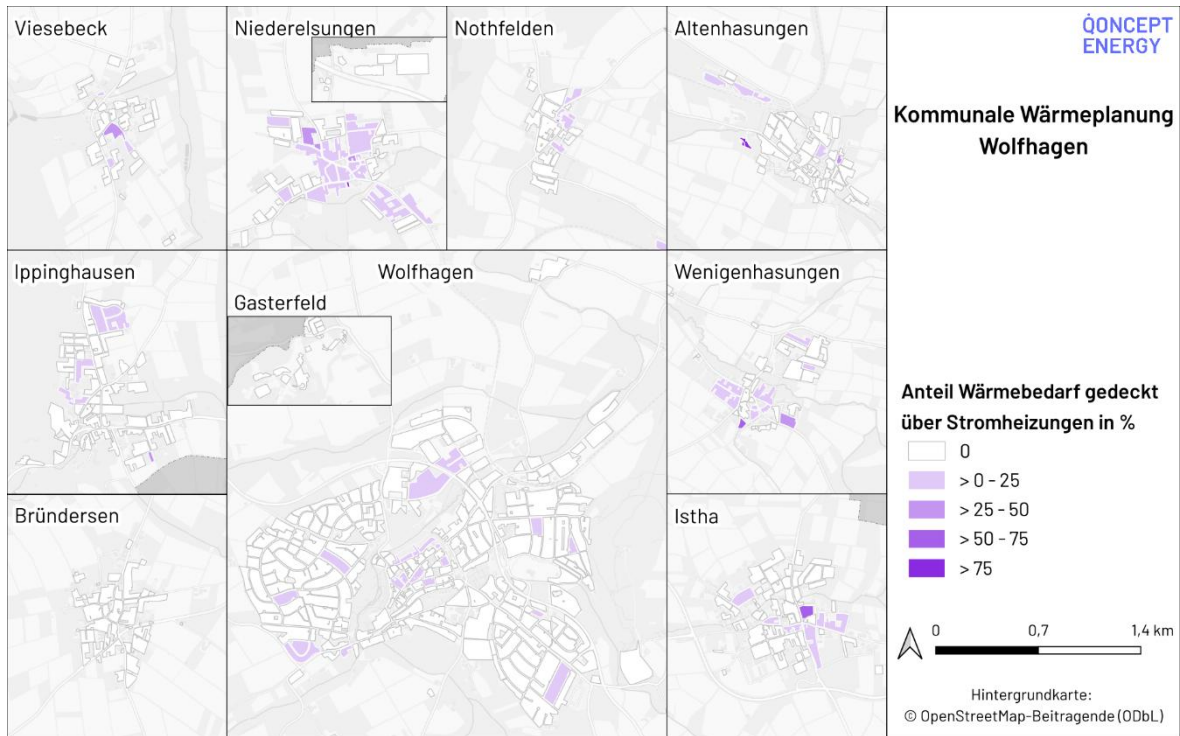 Viesebeck
Niederelsungen
Nothfelden
Altenhasungen
Ippinghausen
Wolfhagen
Gasterfeld
Wenigenhasungen
Bründersen
Istha
QONCEPT
ENERGY
Kommunale Wärmeplanung
Wolfhagen
Anteil Wärmebedarf gedeckt
über Stromheizungen in %
0
> 0 - 25
> 25 - 50
> 50 - 75
> 75
0 0,7 1,4 km
Hintergrundkarte:
© OpenStreetMap-Beitragende (ODbL)